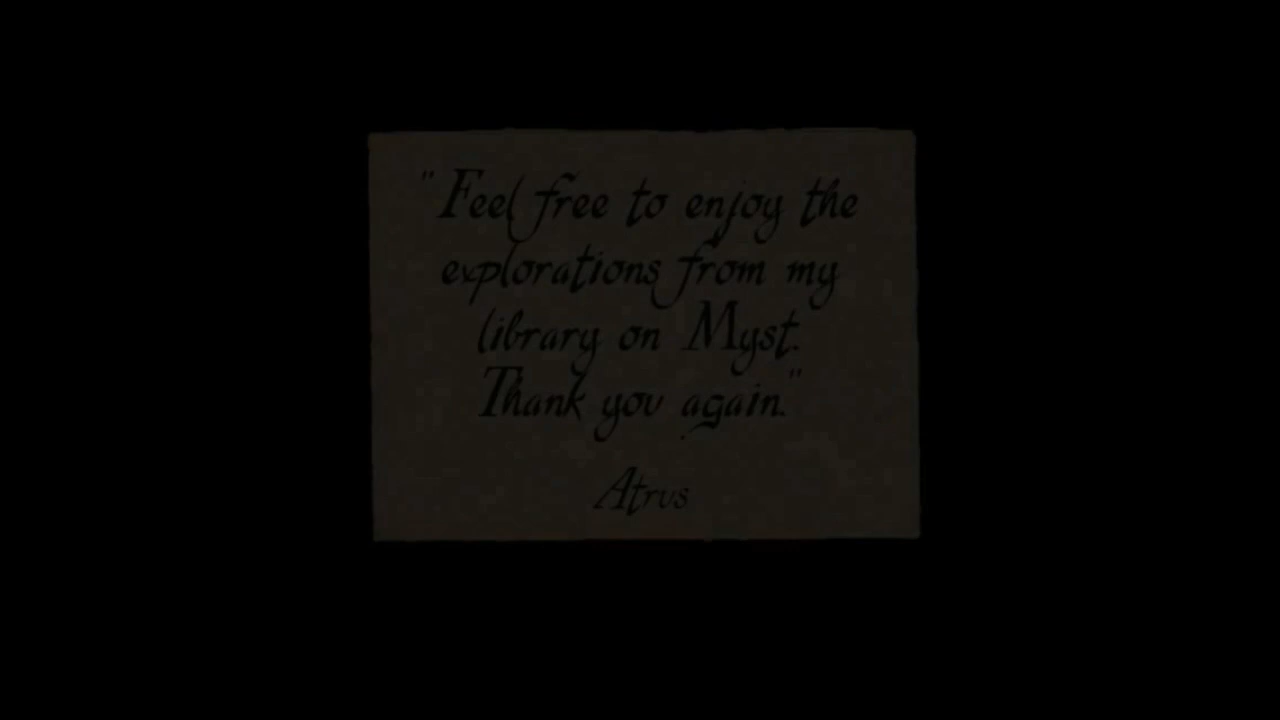 "Feel free to enjoy the
explorations from my
library on Myst.
Thank you again."
Atrus